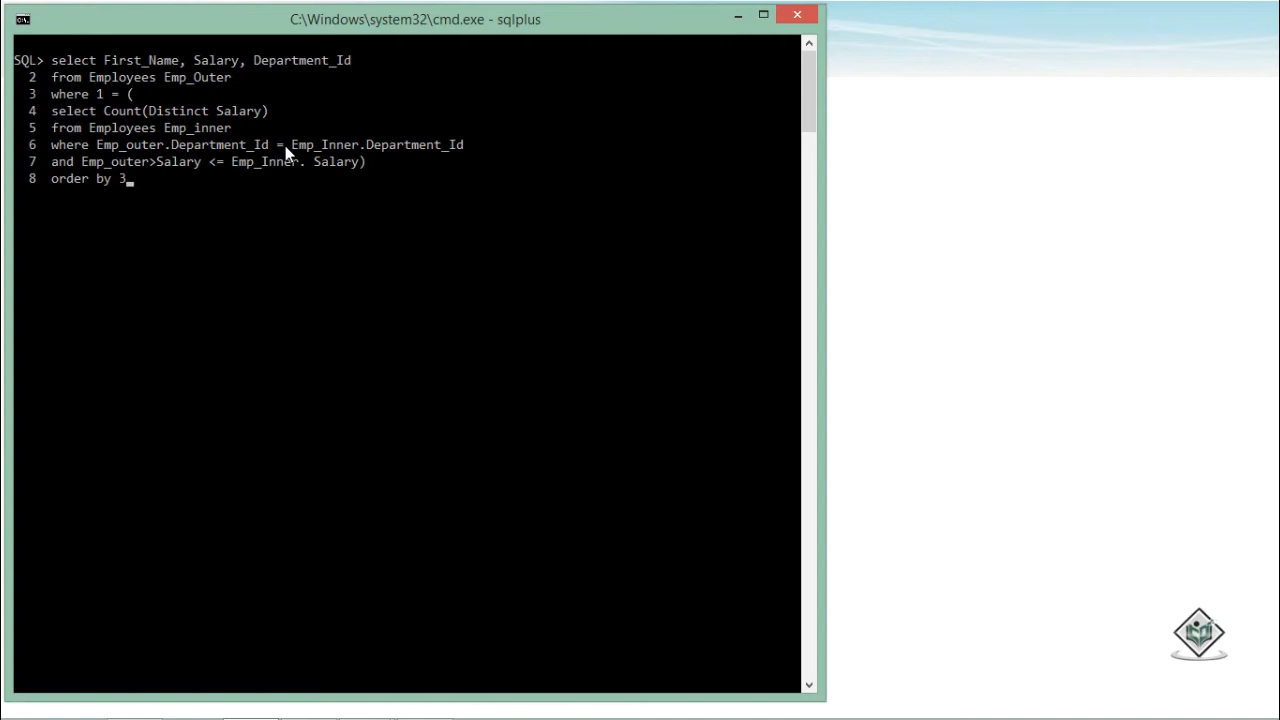 C:\Windows\system32\cmd.exe - sqlplus
SQL> select First_Name, Salary, Department_Id
2 from Employees Emp_Outer
3 where 1 = (
4 select Count(Distinct Salary)
5 from Employees Emp_inner
6 where Emp_outer.Department_Id = Emp_Inner.Department_Id
7 and Emp_outer>Salary <= Emp_Inner. Salary)
8 order by 3